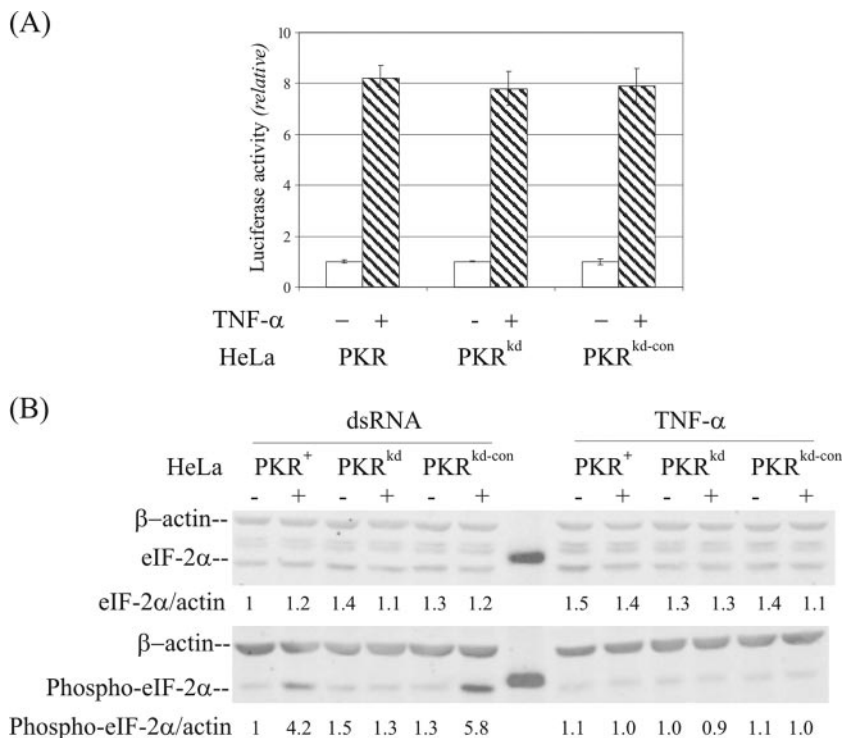 (A)
10
8
6
4
2
0
Luciferase activity (relative)
TNF-α – + - + – +
HeLa PKR PKR^kd PKR^kd-con
(B)
dsRNA TNF-α
HeLa PKR^+ PKR^kd PKR^kd-con PKR^+ PKR^kd PKR^kd-con
- + - + - + - + - + - +
β–actin--
eIF-2α--
eIF-2α/actin 1 1.2 1.4 1.1 1.3 1.2 1.5 1.4 1.3 1.3 1.4 1.1
β–actin--
Phospho-eIF-2α--
Phospho-eIF-2α/actin 1 4.2 1.5 1.3 1.3 5.8 1.1 1.0 1.0 0.9 1.1 1.0